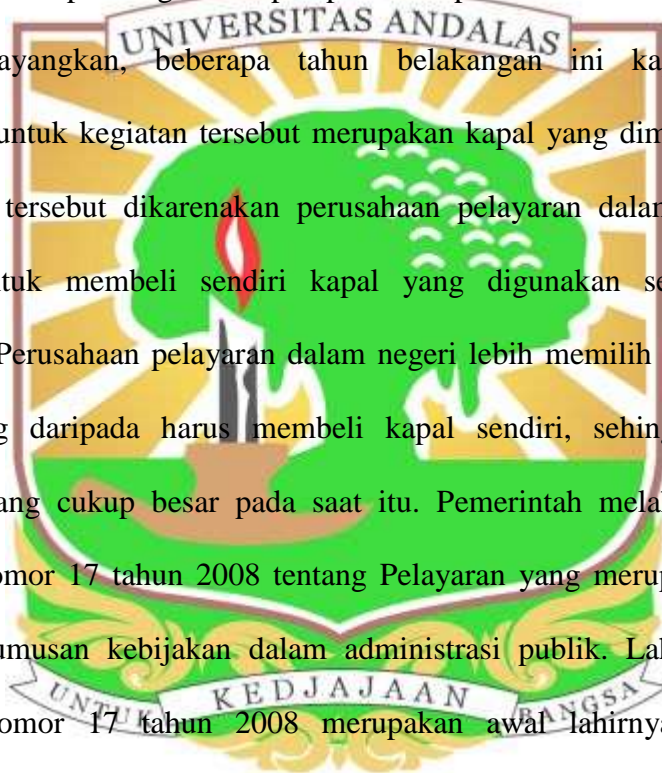 UNIVERSITAS ANDALAS
ayangkan, beberapa tahun belakangan ini ka
untuk kegiatan tersebut merupakan kapal yang dim
tersebut dikarenakan perusahaan pelayaran dalam
tuk membeli sendiri kapal yang digunakan se
Perusahaan pelayaran dalam negeri lebih memilih
g daripada harus membeli kapal sendiri, sehing
ang cukup besar pada saat itu. Pemerintah mela
omor 17 tahun 2008 tentang Pelayaran yang merup
umusan kebijakan dalam administrasi publik. La
UNTUK KEDJAJAAN BANGSA
omor 17 tahun 2008 merupakan awal lahirnya